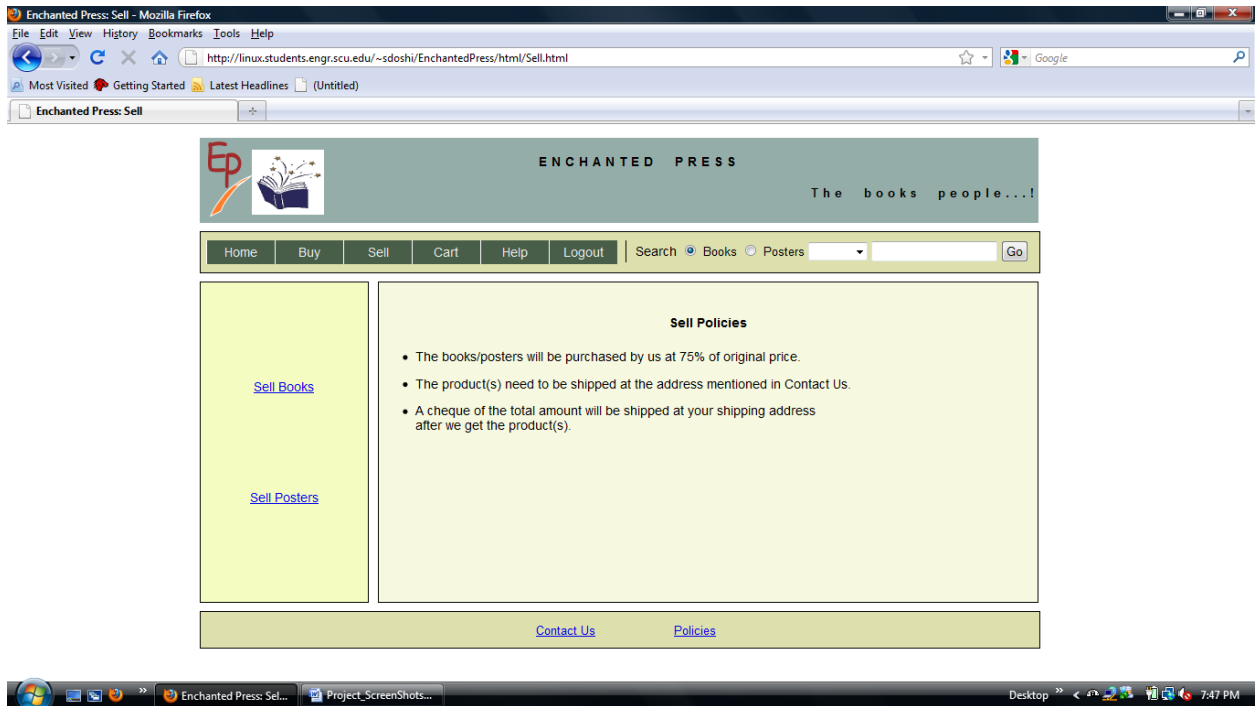 Enchanted Press: Sell - Mozilla Firefox
File Edit View History Bookmarks Tools Help
http://linux.students.engr.scu.edu/~sdoshi/EnchantedPress/html/Sell.html
Google
Most Visited Getting Started Latest Headlines (Untitled)
Enchanted Press: Sell
Ep
ENCHANTED PRESS
The books people...!
Home Buy Sell Cart Help Logout Search Books Posters Go
Sell Policies
• The books/posters will be purchased by us at 75% of original price.
• The product(s) need to be shipped at the address mentioned in Contact Us.
• A cheque of the total amount will be shipped at your shipping address
after we get the product(s).
Sell Books
Sell Posters
Contact Us Policies
Enchanted Press: Sel... Project_ScreenShots... Desktop 7:47 PM